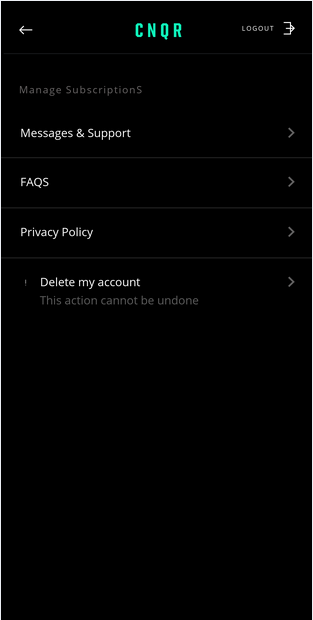 CNQR
LOGOUT
Manage SubscriptionS
Messages & Support
FAQS
Privacy Policy
!
Delete my account
This action cannot be undone